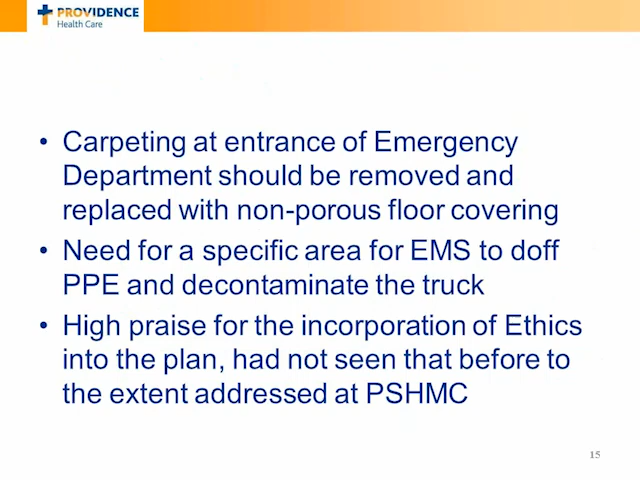 PROVIDENCE
Health Care
• Carpeting at entrance of Emergency
Department should be removed and
replaced with non-porous floor covering
• Need for a specific area for EMS to doff
PPE and decontaminate the truck
• High praise for the incorporation of Ethics
into the plan, had not seen that before to
the extent addressed at PSHMC
15